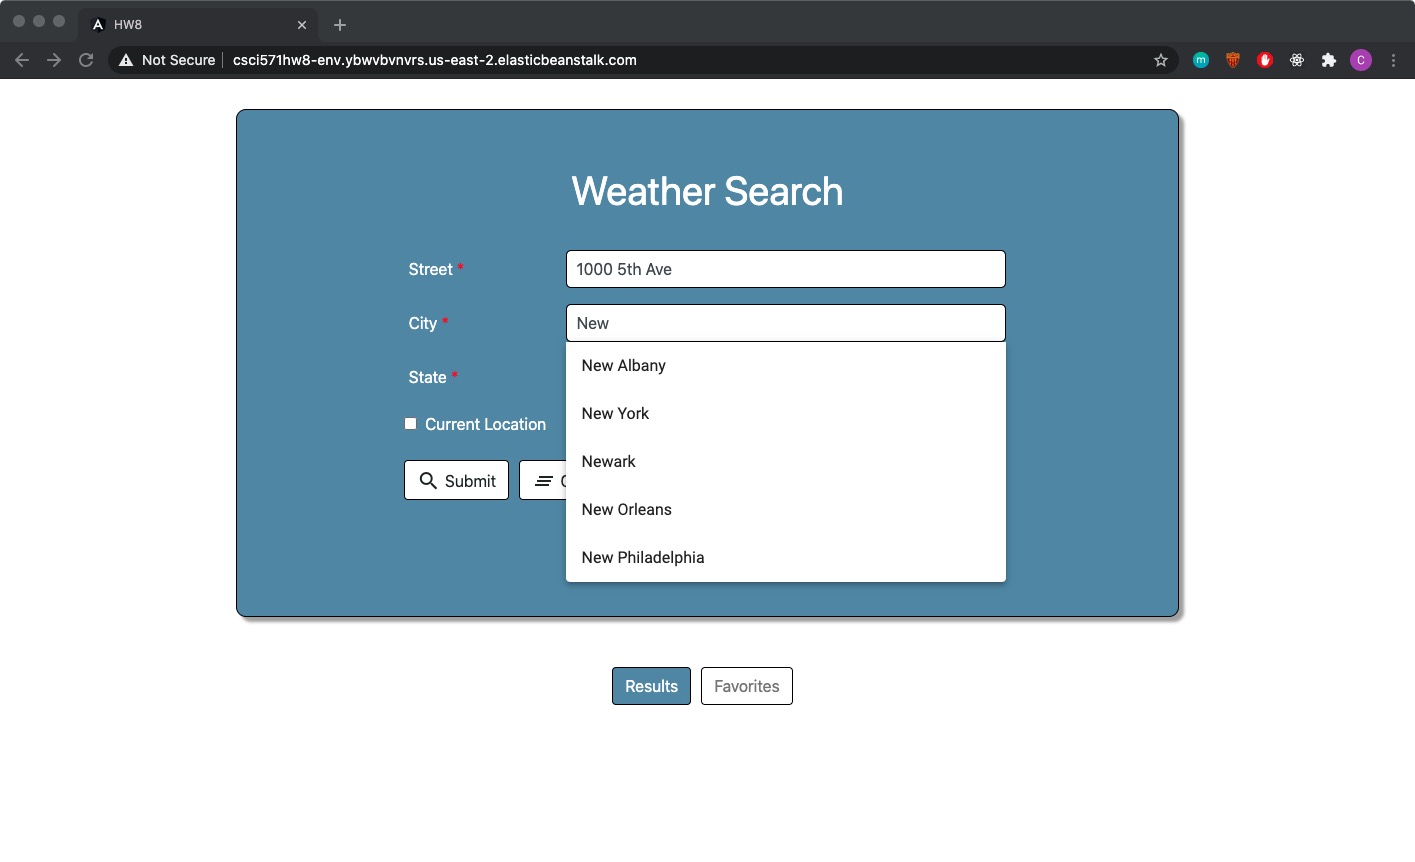 HW8
Not Secure csci571hw8-env.ybwvbvnvrs.us-east-2.elasticbeanstalk.com
m
C
Weather Search
Street * 1000 5th Ave
City * New
New Albany
State *
New York
Current Location
Newark
Submit
New Orleans
New Philadelphia
Results Favorites